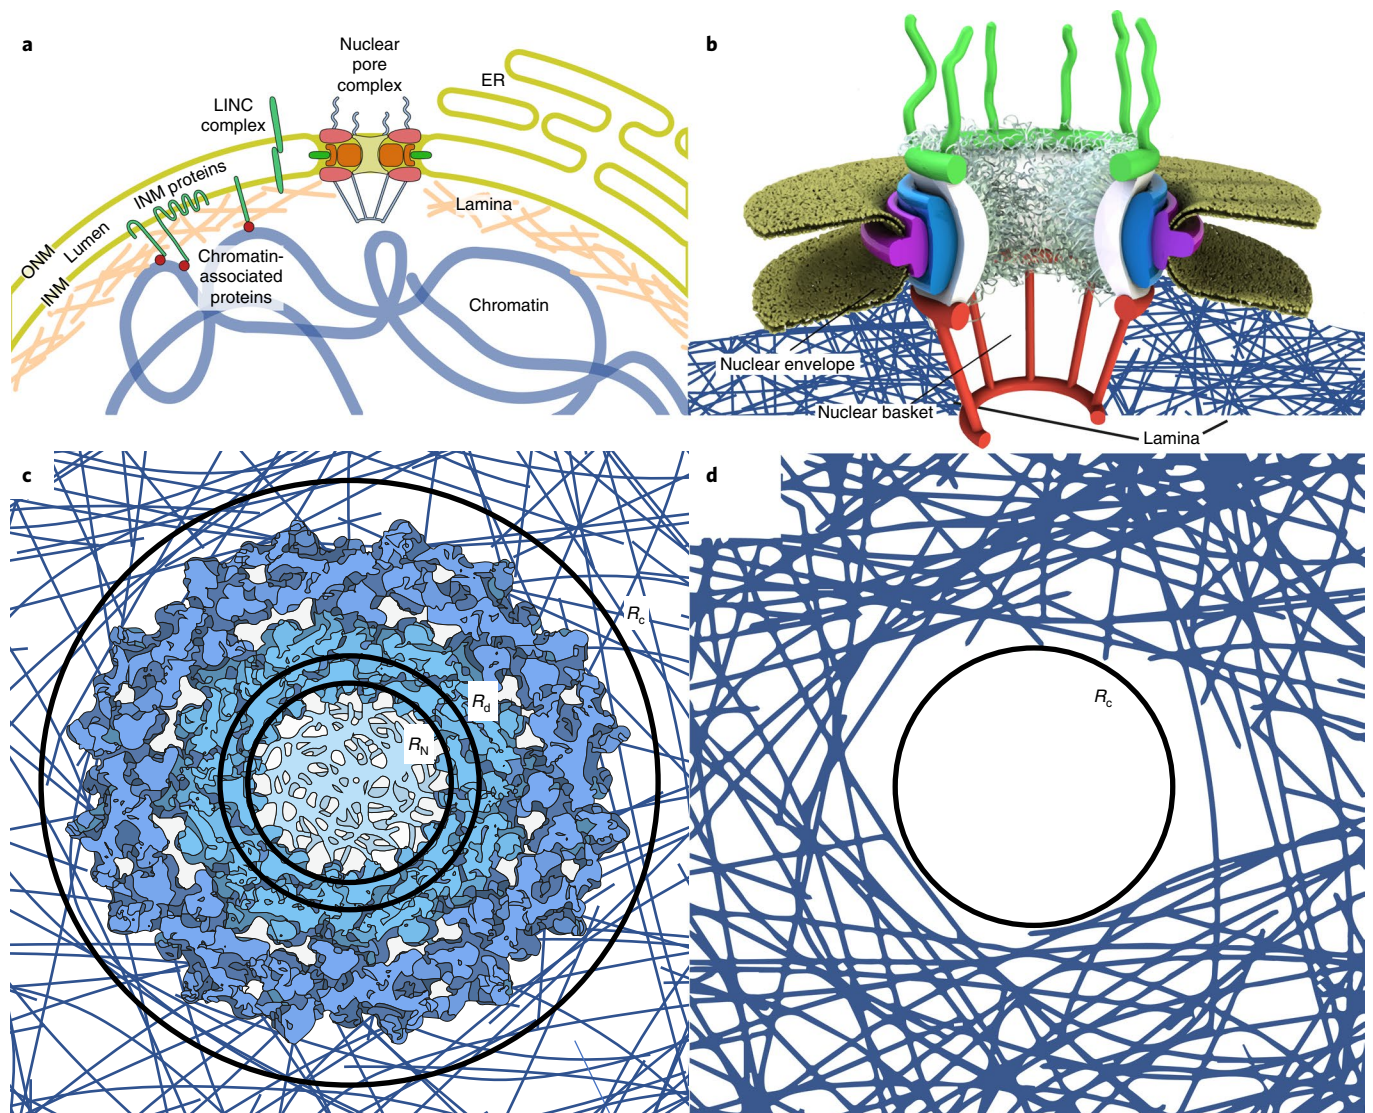 a
Nuclear
pore
complex
ER
LINC
complex
INM proteins
Lamina
ONM
Lumen
INM
Chromatin-
associated
proteins
Chromatin
b
Nuclear envelope
Nuclear basket
Lamina
c
Rc
Rd
RN
d
Rc